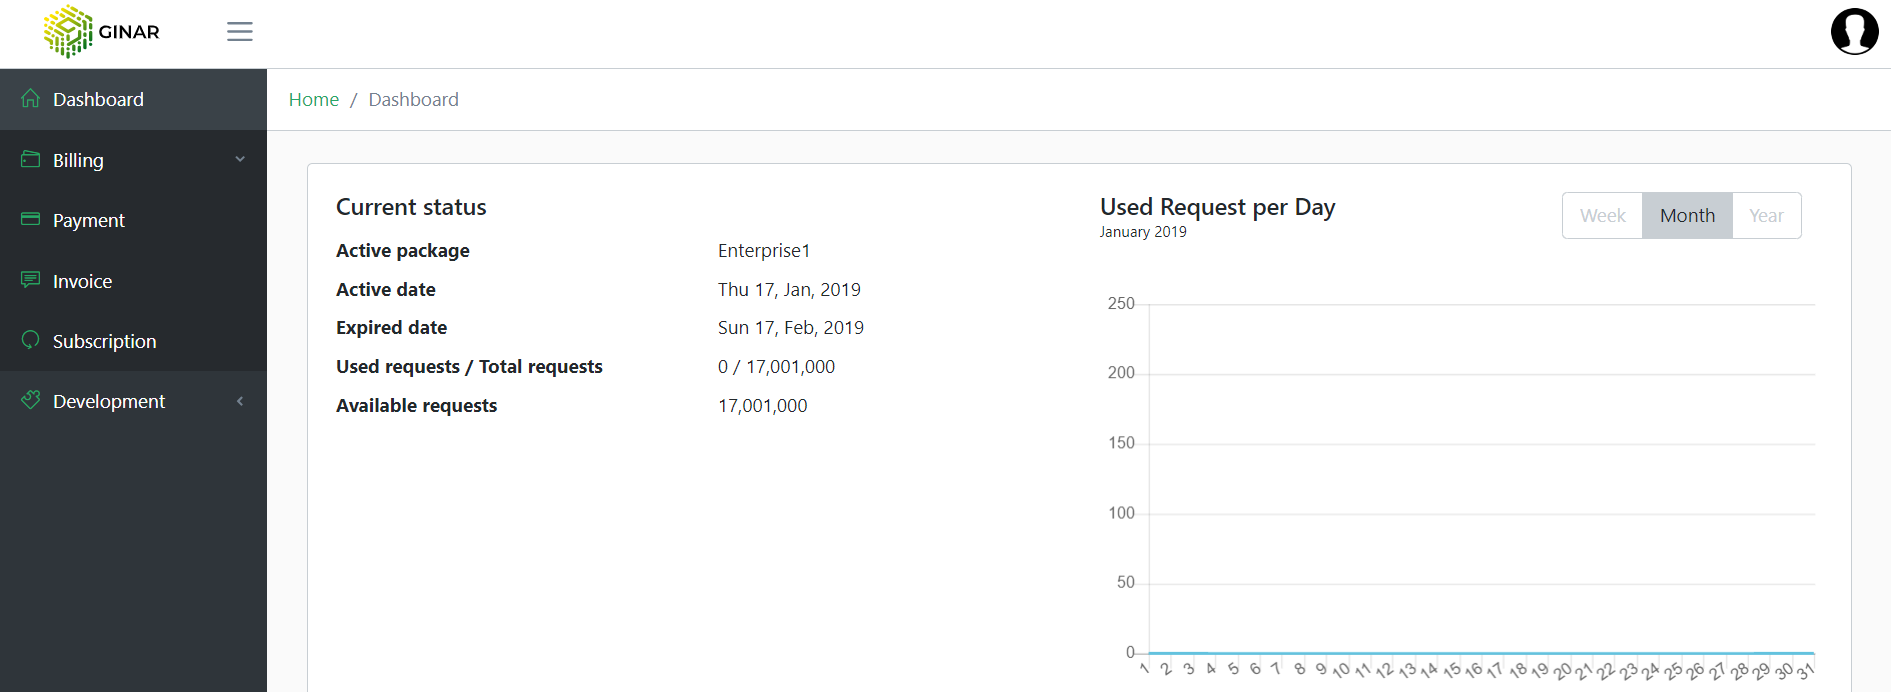 GINAR
Dashboard
Billing
Payment
Invoice
Subscription
Development
Home / Dashboard
Current status
Active package Enterprise1
Active date Thu 17, Jan, 2019
Expired date Sun 17, Feb, 2019
Used requests / Total requests 0 / 17,001,000
Available requests 17,001,000
Used Request per Day
January 2019
Week Month Year
250
200
150
100
50
0
1 2 3 4 5 6 7 8 9 10 11 12 13 14 15 16 17 18 19 20 21 22 23 24 25 26 27 28 29 30 31